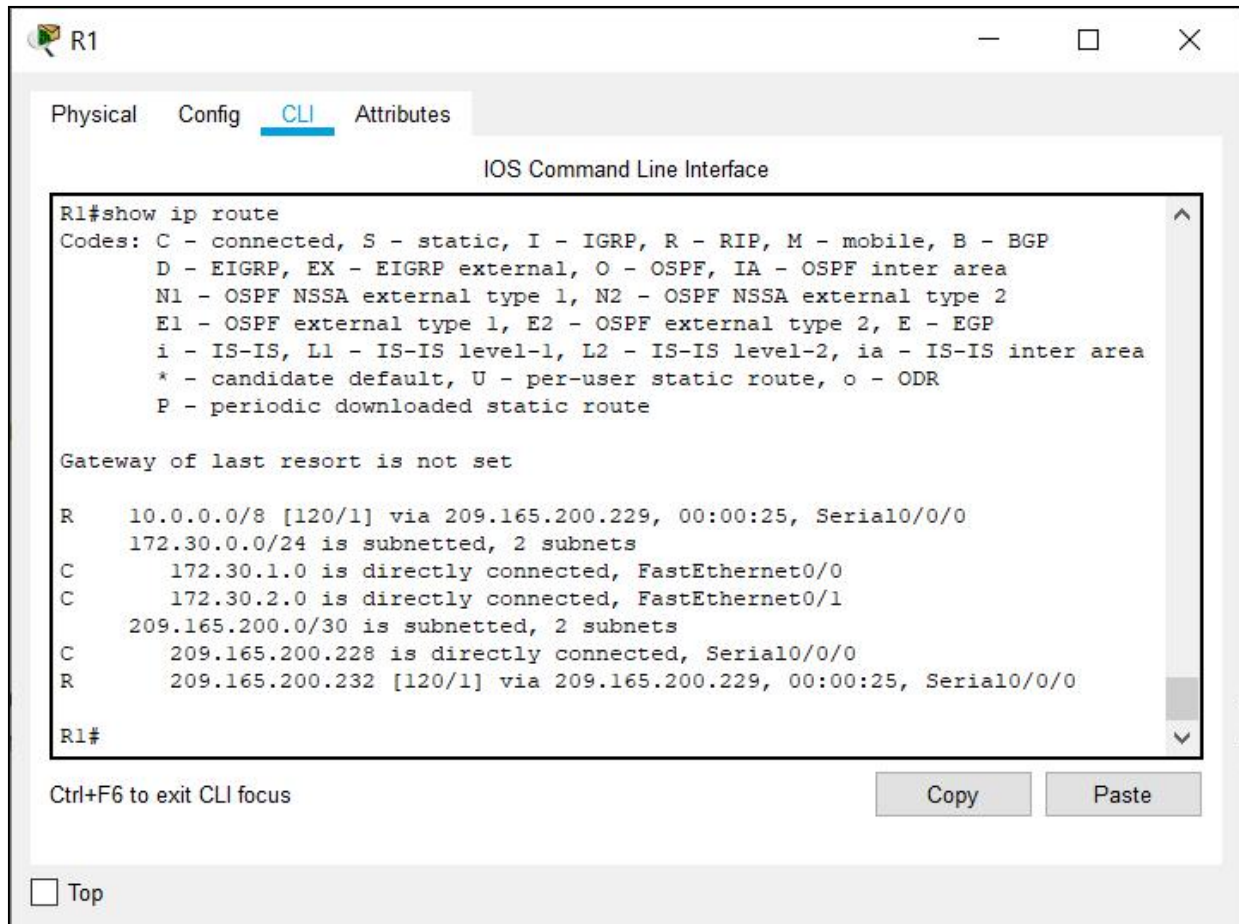 R1
Physical Config CLI Attributes
IOS Command Line Interface
R1#show ip route
Codes: C - connected, S - static, I - IGRP, R - RIP, M - mobile, B - BGP
       D - EIGRP, EX - EIGRP external, O - OSPF, IA - OSPF inter area
       N1 - OSPF NSSA external type 1, N2 - OSPF NSSA external type 2
       E1 - OSPF external type 1, E2 - OSPF external type 2, E - EGP
       i - IS-IS, L1 - IS-IS level-1, L2 - IS-IS level-2, ia - IS-IS inter area
       * - candidate default, U - per-user static route, o - ODR
       P - periodic downloaded static route
Gateway of last resort is not set
R    10.0.0.0/8 [120/1] via 209.165.200.229, 00:00:25, Serial0/0/0
     172.30.0.0/24 is subnetted, 2 subnets
C       172.30.1.0 is directly connected, FastEthernet0/0
C       172.30.2.0 is directly connected, FastEthernet0/1
     209.165.200.0/30 is subnetted, 2 subnets
C       209.165.200.228 is directly connected, Serial0/0/0
R       209.165.200.232 [120/1] via 209.165.200.229, 00:00:25, Serial0/0/0
R1#
Ctrl+F6 to exit CLI focus Copy Paste
Top